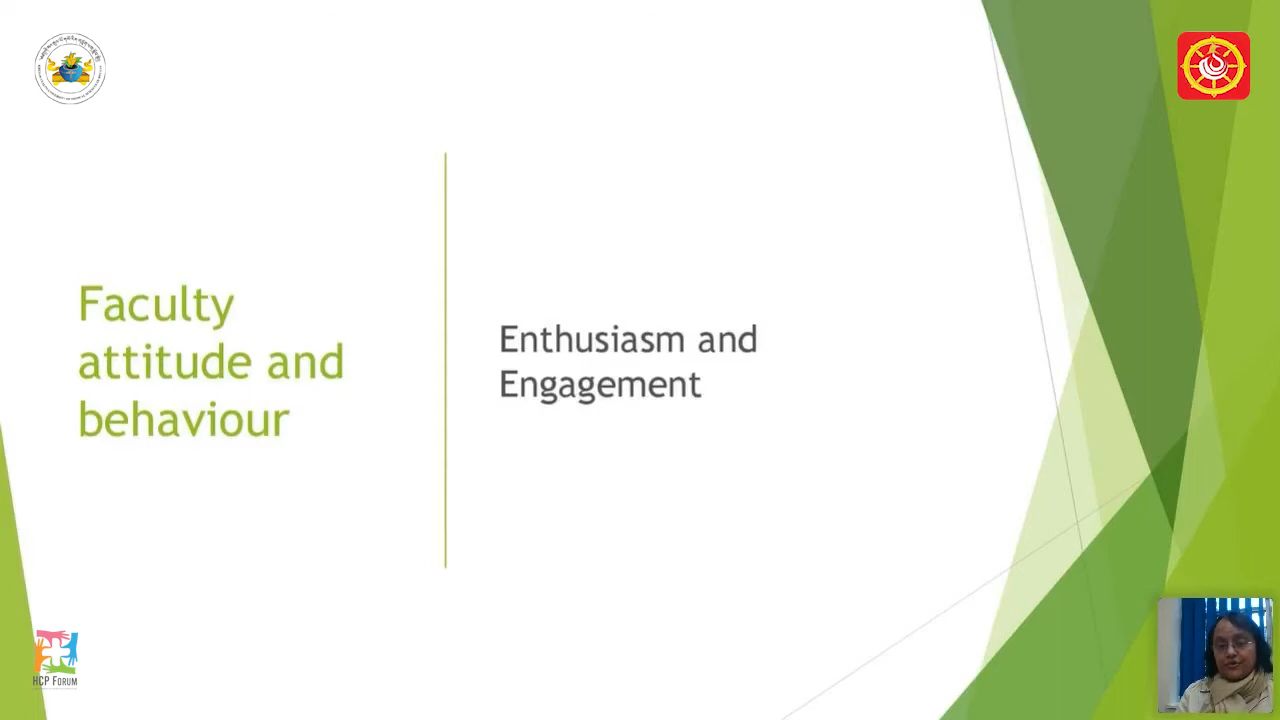 Faculty
attitude and
behaviour
Enthusiasm and
Engagement
HCP FORUM